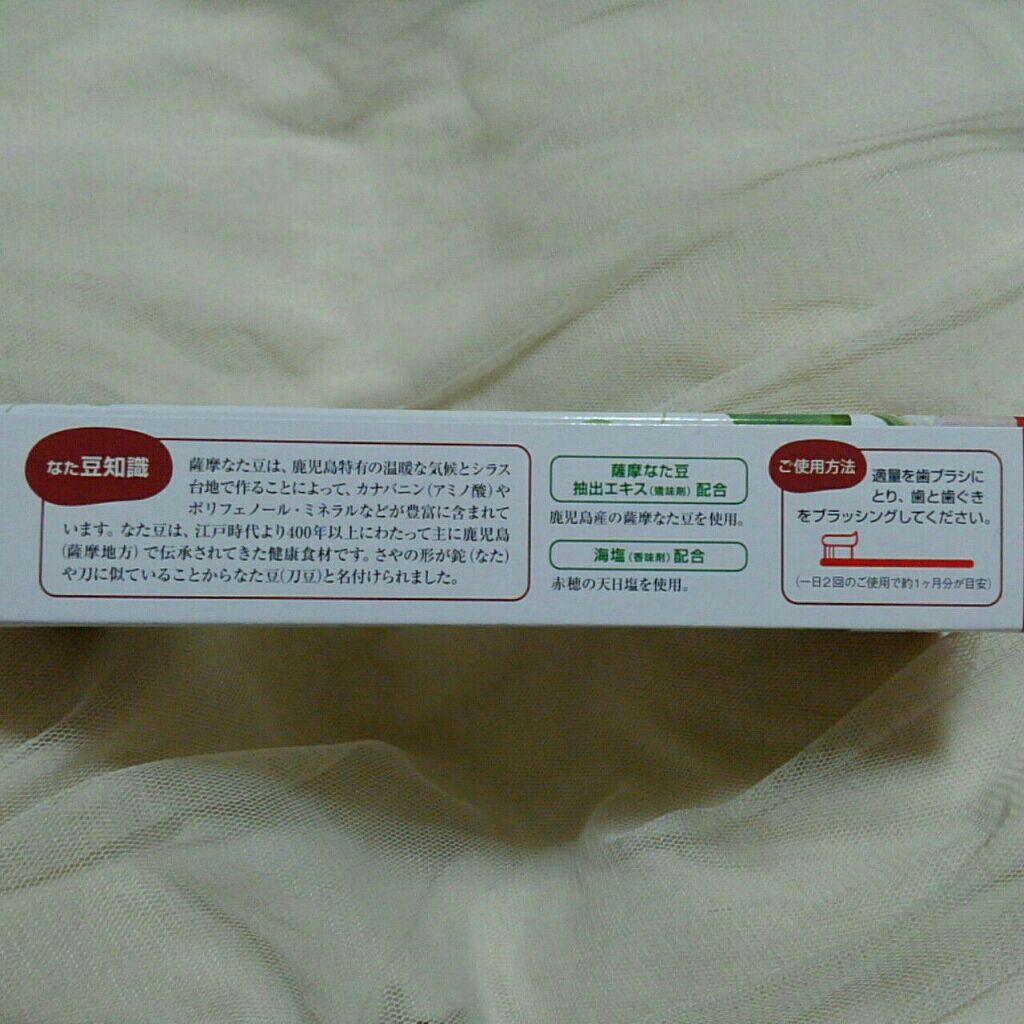 なた豆知識
薩摩なた豆は、鹿児島特有の温暖な気候とシラス
台地で作ることによって、カナバニン(アミノ酸)や
ポリフェノール・ミネラルなどが豊富に含まれて
います。なた豆は、江戸時代より400年以上にわたって主に鹿児島
(薩摩地方)で伝承されてきた健康食材です。さやの形が鉈(なた)
や刀に似ていることからなた豆(刀豆)と名付けられました。
薩摩なた豆
抽出エキス(矯味剤)配合
鹿児島産の薩摩なた豆を使用。
海塩(香味剤)配合
赤穂の天日塩を使用。
ご使用方法
適量を歯ブラシに
とり、歯と歯ぐき
をブラッシングしてください。
(一日2回のご使用で約1ヶ月分が目安)